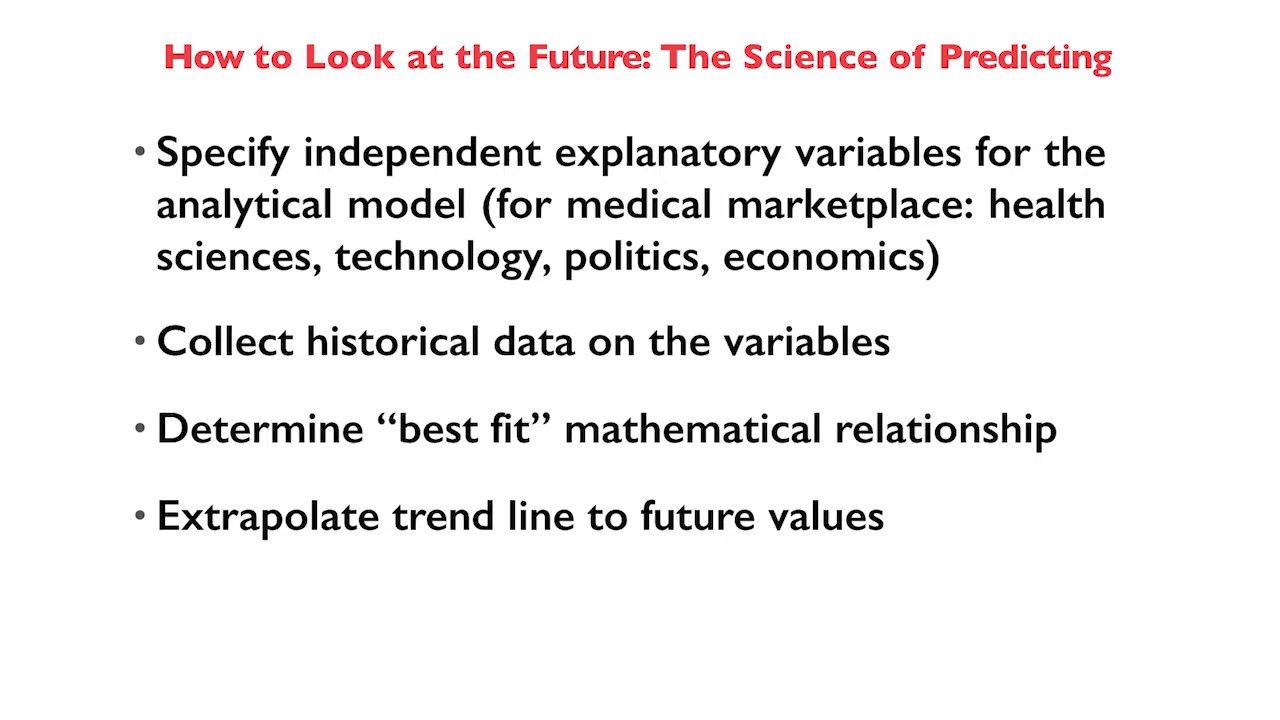 How to Look at the Future: The Science of Predicting
• Specify independent explanatory variables for the
analytical model (for medical marketplace: health
sciences, technology, politics, economics)
• Collect historical data on the variables
• Determine “best fit” mathematical relationship
• Extrapolate trend line to future values